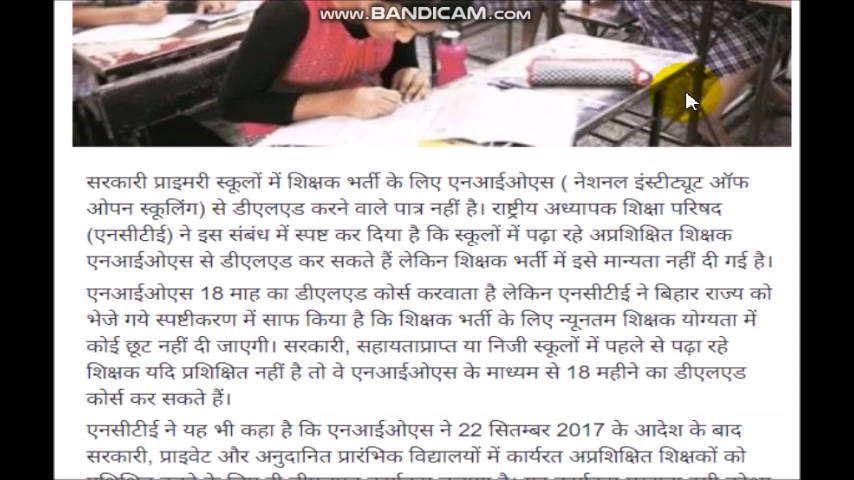 www.BANDICAM.com
सरकारी प्राइमरी स्कूलों में शिक्षक भर्ती के लिए एनआईओएस ( नेशनल इंस्टीट्यूट ऑफ
ओपन स्कूलिंग) से डीएलएड करने वाले पात्र नहीं है। राष्ट्रीय अध्यापक शिक्षा परिषद
(एनसीटीई) ने इस संबंध में स्पष्ट कर दिया है कि स्कूलों में पढ़ा रहे अप्रशिक्षित शिक्षक
एनआईओएस से डीएलएड कर सकते हैं लेकिन शिक्षक भर्ती में इसे मान्यता नहीं दी गई है।
एनआईओएस 18 माह का डीएलएड कोर्स करवाता है लेकिन एनसीटीई ने बिहार राज्य को
भेजे गये स्पष्टीकरण में साफ किया है कि शिक्षक भर्ती के लिए न्यूनतम शिक्षक योग्यता में
कोई छूट नहीं दी जाएगी। सरकारी, सहायताप्राप्त या निजी स्कूलों में पहले से पढ़ा रहे
शिक्षक यदि प्रशिक्षित नहीं है तो वे एनआईओएस के माध्यम से 18 महीने का डीएलएड
कोर्स कर सकते हैं।
एनसीटीई ने यह भी कहा है कि एनआईओएस ने 22 सितम्बर 2017 के आदेश के बाद
सरकारी, प्राइवेट और अनुदानित प्रारंभिक विद्यालयों में कार्यरत अप्रशिक्षित शिक्षकों को